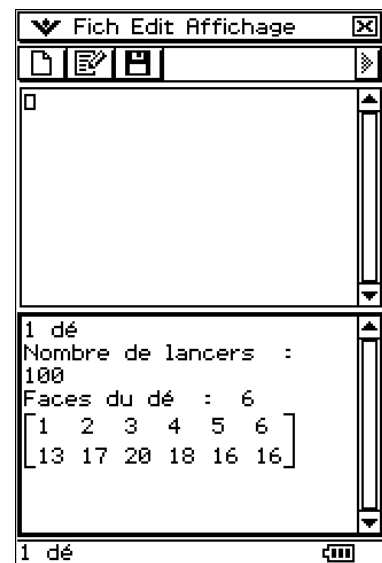 Fich Edit Affichage
1 dé
Nombre de lancers :
100
Faces du dé : 6
1 2 3 4 5 6
13 17 20 18 16 16
1 dé